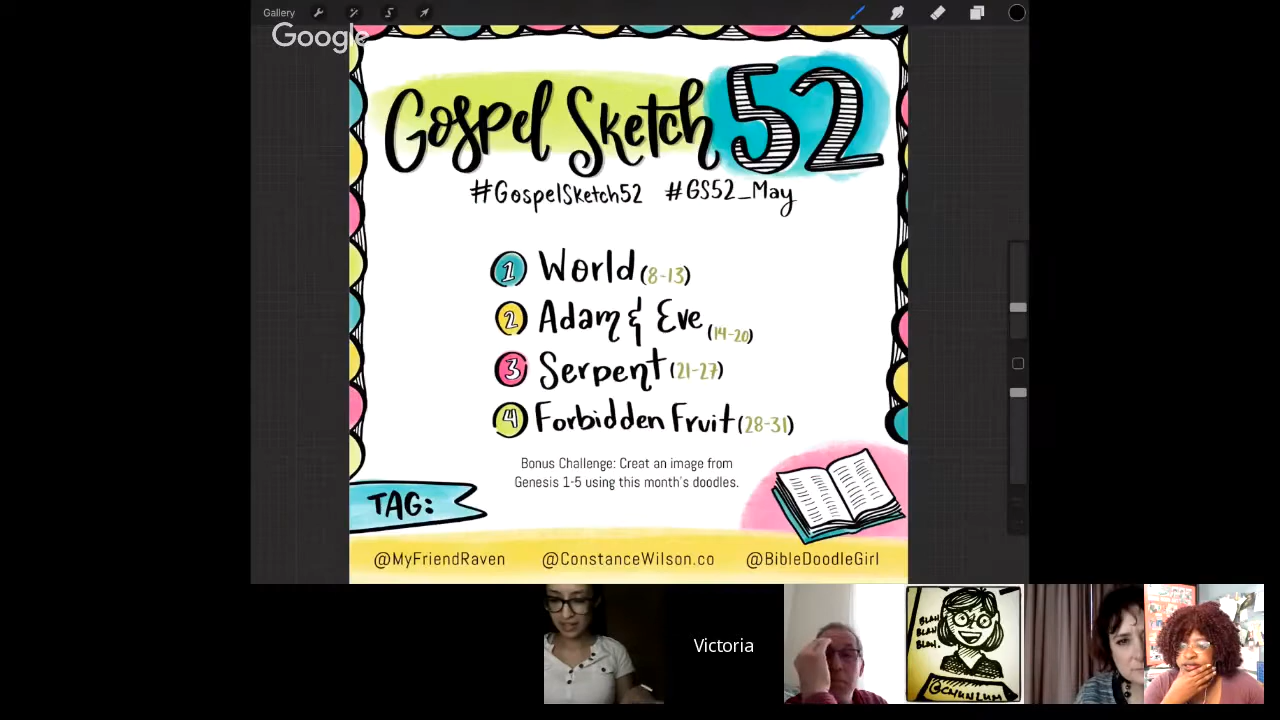 Gallery
Google
Gospel Sketch 52
#GospelSketch52 #GS52_May
1 World (8-13)
2 Adam & Eve (14-20)
3 Serpent (21-27)
4 Forbidden Fruit (28-31)
Bonus Challenge: Creat an image from
Genesis 1-5 using this month's doodles.
TAG:
@MyFriendRaven @ConstanceWilson.co @BibleDoodleGirl
Victoria
BLAH
BLAH
BLAH.